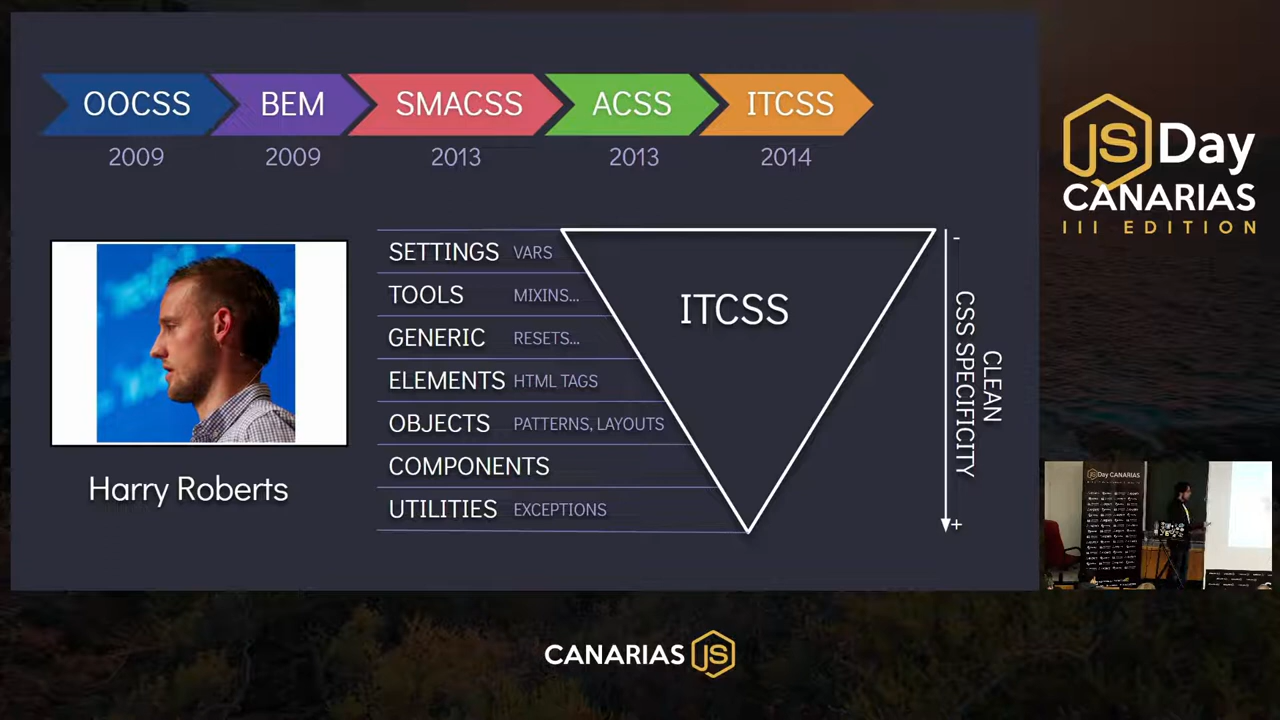 OOCSS BEM SMACSS ACSS ITCSS
2009 2009 2013 2013 2014
JS Day
CANARIAS
III EDITION
SETTINGS VARS
TOOLS MIXINS...
GENERIC RESETS...
ELEMENTS HTML TAGS
OBJECTS PATTERNS, LAYOUTS
COMPONENTS
UTILITIES EXCEPTIONS
ITCSS
-
CLEAN
CSS SPECIFICITY
+
Harry Roberts
JSDay CANARIAS
CANARIAS JS